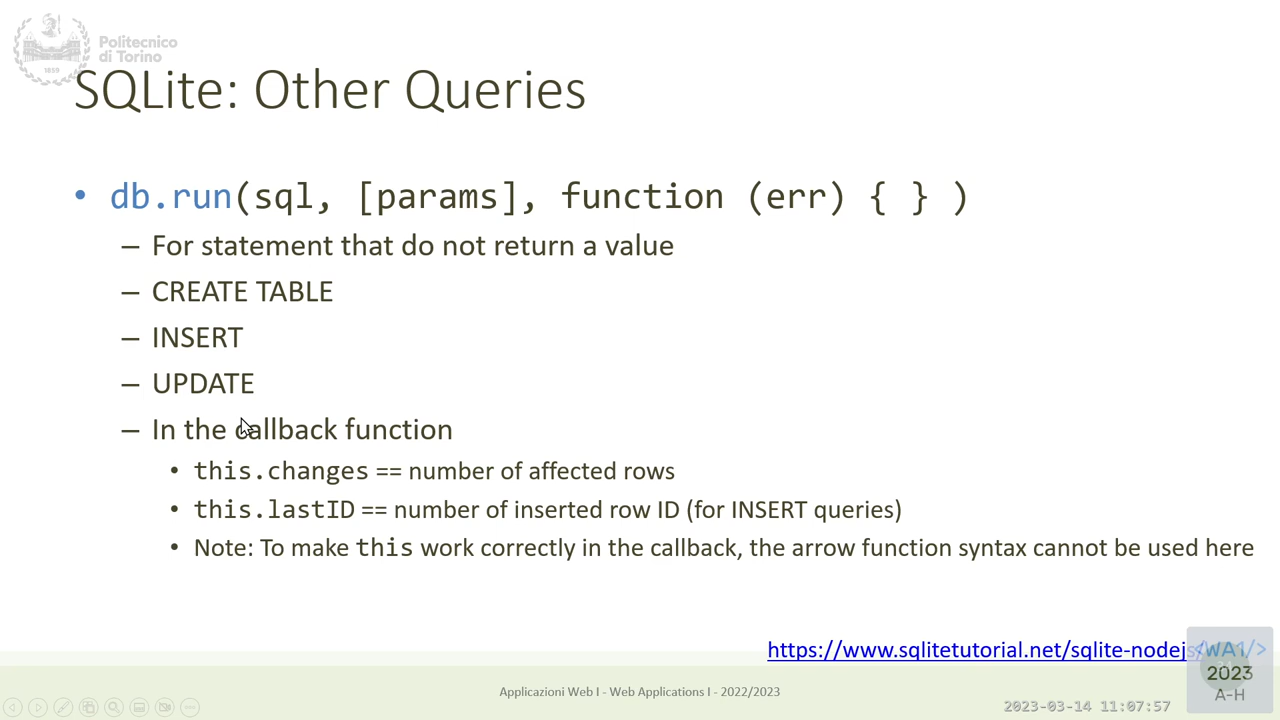 Politecnico
di Torino
1859
SQLite: Other Queries
• db.run(sql, [params], function (err) { } )
– For statement that do not return a value
– CREATE TABLE
– INSERT
– UPDATE
– In the callback function
• this.changes == number of affected rows
• this.lastID == number of inserted row ID (for INSERT queries)
• Note: To make this work correctly in the callback, the arrow function syntax cannot be used here
https://www.sqlitetutorial.net/sqlite-nodejs
<WA1/>
2023
A-H
Applicazioni Web I - Web Applications I - 2022/2023
2023-03-14 11:07:57